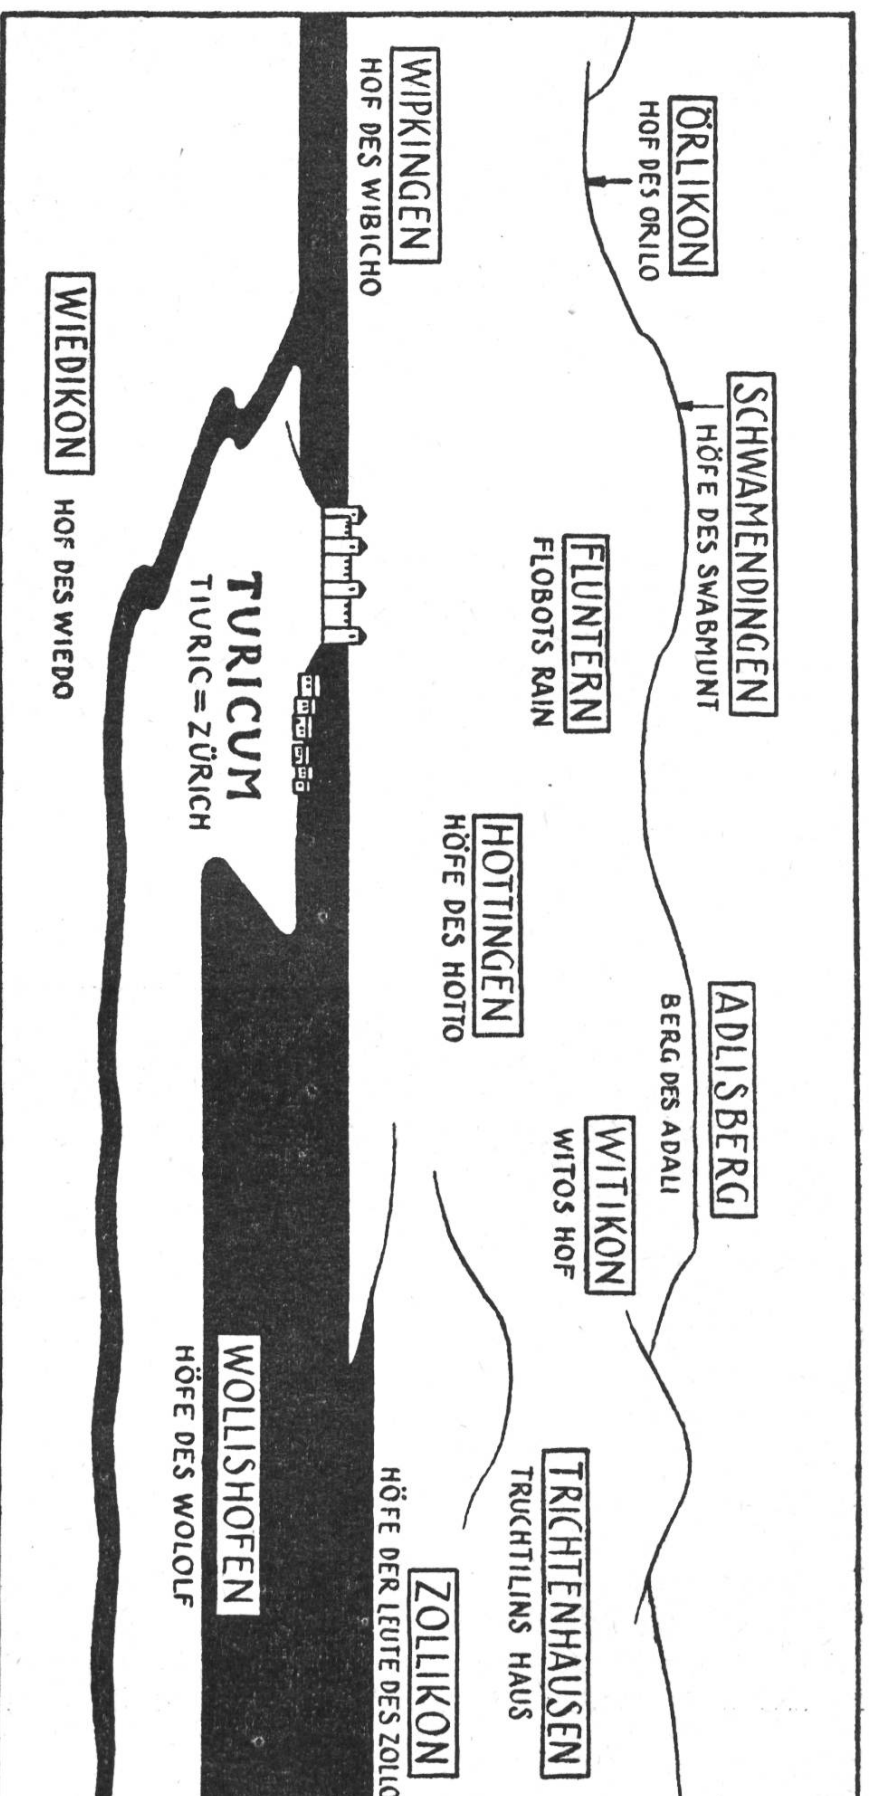 ÖRLIKON
HOF DES ORILO
SCHWAMENDINGEN
HÖFE DES SWABMUNT
ADLISBERG
BERG DES ADALI
WIPKINGEN
HOF DES WIBICHO
FLUNTERN
FLOBOTS RAIN
HOTTINGEN
HÖFE DES HOTTO
WITIKON
WITOS HOF
TRICHTENHAUSEN
TRUCHTILINS HAUS
ZOLLIKON
HÖFE DER LEUTE DES ZOLLO
TURICUM
TIURIC=ZÜRICH
WOLLISHOFEN
HÖFE DES WOLOLF
WIEDIKON
HOF DES WIEDO